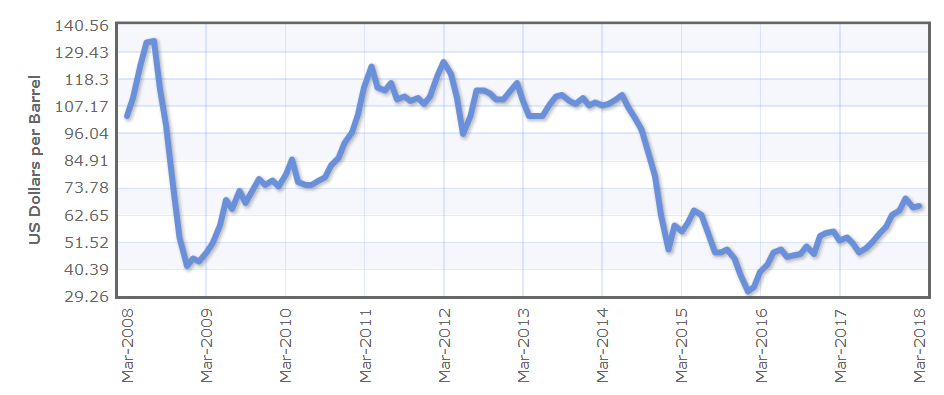 140.56
129.43
118.3
107.17
96.04
84.91
73.78
62.65
51.52
40.39
29.26
US Dollars per Barrel
Mar-2008
Mar-2009
Mar-2010
Mar-2011
Mar-2012
Mar-2013
Mar-2014
Mar-2015
Mar-2016
Mar-2017
Mar-2018